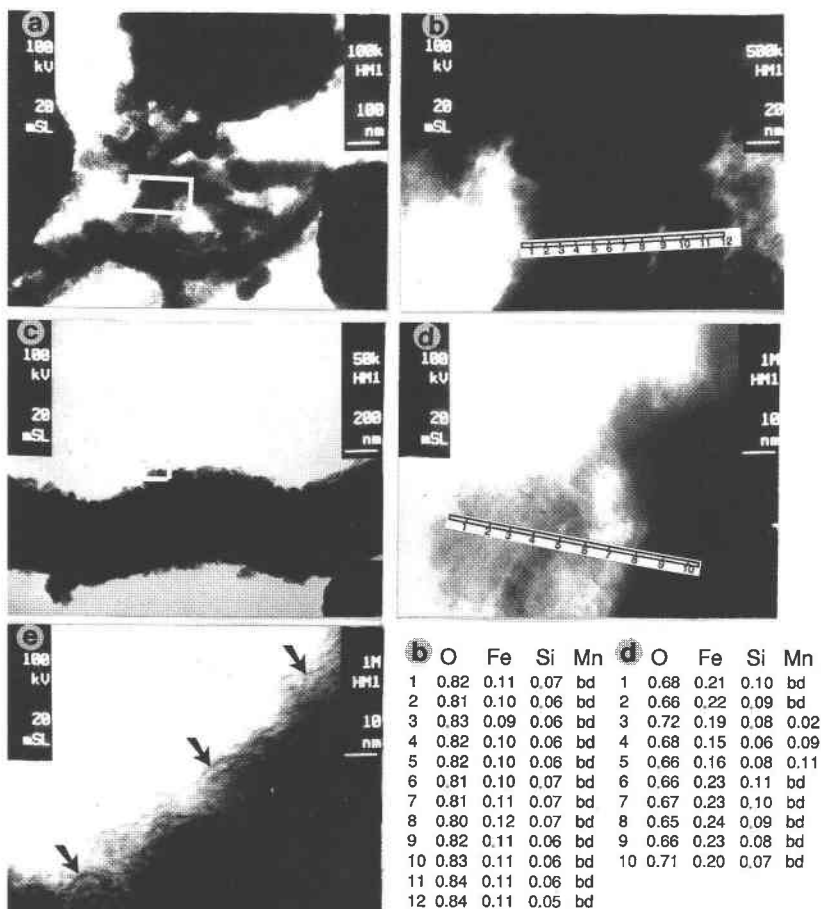 a
100
kV
20
mSL
100k
HM1
100
nm
b
100
kV
20
mSL
500k
HM1
20
nm
1 2 3 4 5 6 7 8 9 10 11 12
c
100
kV
20
mSL
50k
HM1
200
nm
d
100
kV
20
mSL
1M
HM1
10
nm
1 2 3 4 5 6 7 8 9 10
e
100
kV
20
mSL
1M
HM1
10
nm
b O Fe Si Mn
1 0.82 0.11 0.07 bd
2 0.81 0.10 0.06 bd
3 0.83 0.09 0.06 bd
4 0.82 0.10 0.06 bd
5 0.82 0.10 0.06 bd
6 0.81 0.10 0.07 bd
7 0.81 0.11 0.07 bd
8 0.80 0.12 0.07 bd
9 0.82 0.11 0.06 bd
10 0.83 0.11 0.06 bd
11 0.84 0.11 0.06 bd
12 0.84 0.11 0.05 bd
d O Fe Si Mn
1 0.68 0.21 0.10 bd
2 0.66 0.22 0.09 bd
3 0.72 0.19 0.08 0.02
4 0.68 0.15 0.06 0.09
5 0.66 0.16 0.08 0.11
6 0.66 0.23 0.11 bd
7 0.67 0.23 0.10 bd
8 0.65 0.24 0.09 bd
9 0.66 0.23 0.08 bd
10 0.71 0.20 0.07 bd